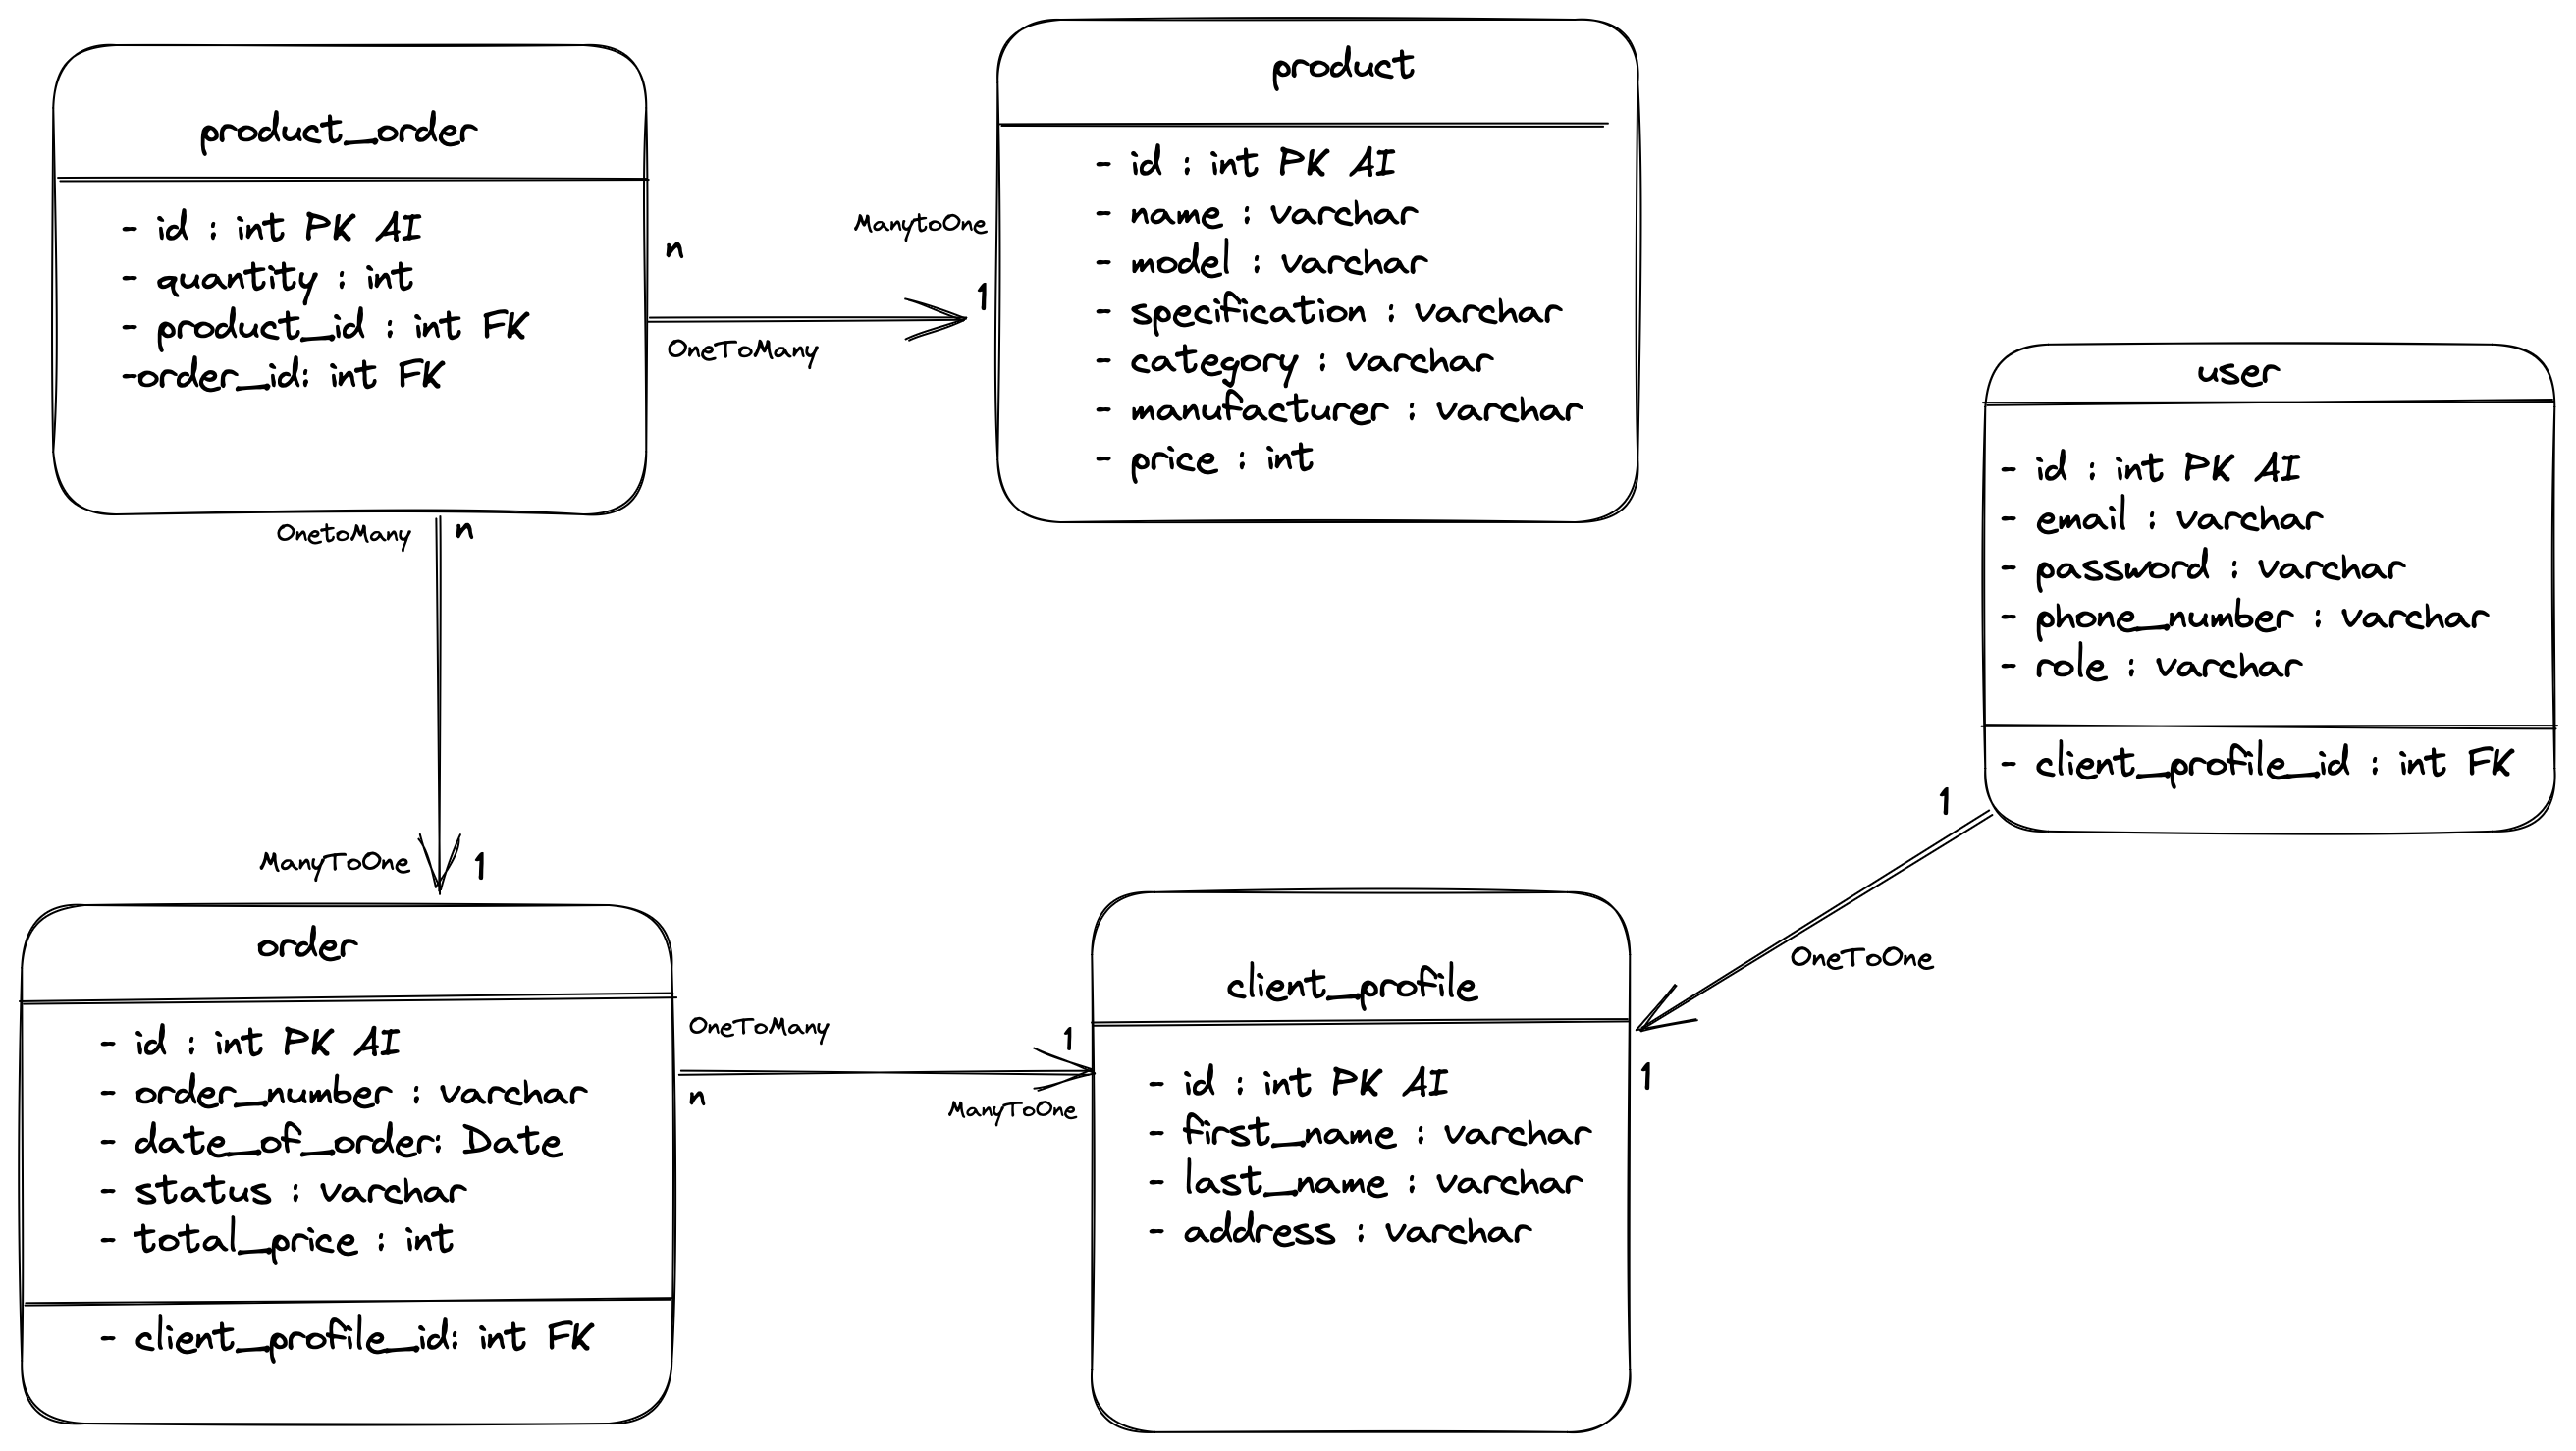 product_order
- id : int PK AI
- quantity : int
- product_id : int FK
-order_id: int FK
n
OneToMany
ManytoOne
1
product
- id : int PK AI
- name : varchar
- model : varchar
- specification : varchar
- category : varchar
- manufacturer : varchar
- price : int
user
- id : int PK AI
- email : varchar
- password : varchar
- phone_number : varchar
- role : varchar
- client_profile_id : int FK
1
OneToOne
1
OnetoMany
n
ManyToOne
1
order
- id : int PK AI
- order_number : varchar
- date_of_order: Date
- status : varchar
- total_price : int
- client_profile_id: int FK
OneToMany
n
1
ManyToOne
client_profile
- id : int PK AI
- first_name : varchar
- last_name : varchar
- address : varchar